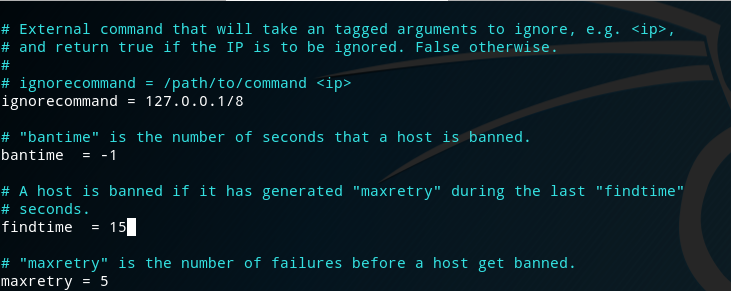 # External command that will take an tagged arguments to ignore, e.g. <ip>,
# and return true if the IP is to be ignored. False otherwise.
#
# ignorecommand = /path/to/command <ip>
ignorecommand = 127.0.0.1/8
# "bantime" is the number of seconds that a host is banned.
bantime  = -1
# A host is banned if it has generated "maxretry" during the last "findtime"
# seconds.
findtime  = 15
# "maxretry" is the number of failures before a host get banned.
maxretry = 5